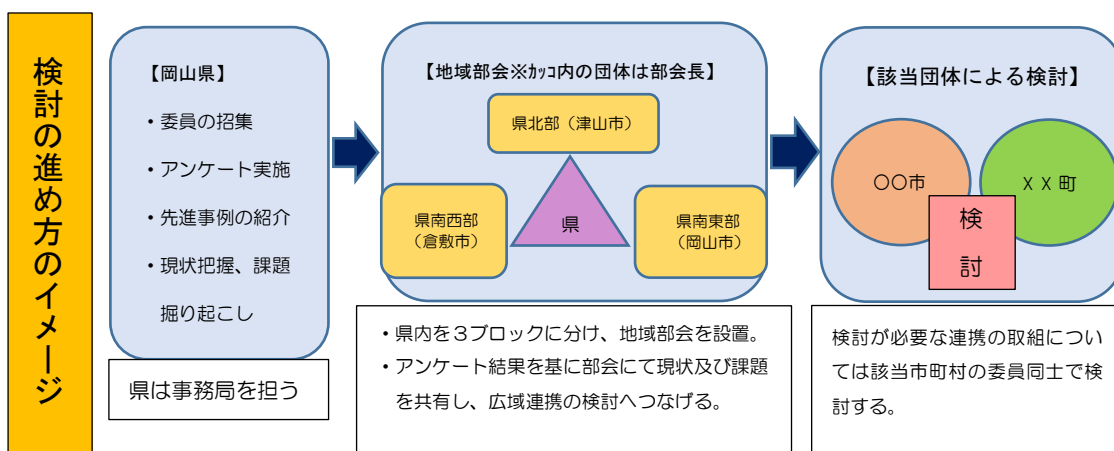 検討の進め方のイメージ
【岡山県】
・委員の招集
・アンケート実施
・先進事例の紹介
・現状把握、課題
掘り起こし
県は事務局を担う
【地域部会※ｶｯｺ内の団体は部会長】
県北部（津山市）
県南西部
（倉敷市）
県
県南東部
（岡山市）
・県内を３ブロックに分け、地域部会を設置。
・アンケート結果を基に部会にて現状及び課題
を共有し、広域連携の検討へつなげる。
【該当団体による検討】
〇〇市
ＸＸ町
検
討
検討が必要な連携の取組につい
ては該当市町村の委員同士で検
討する。